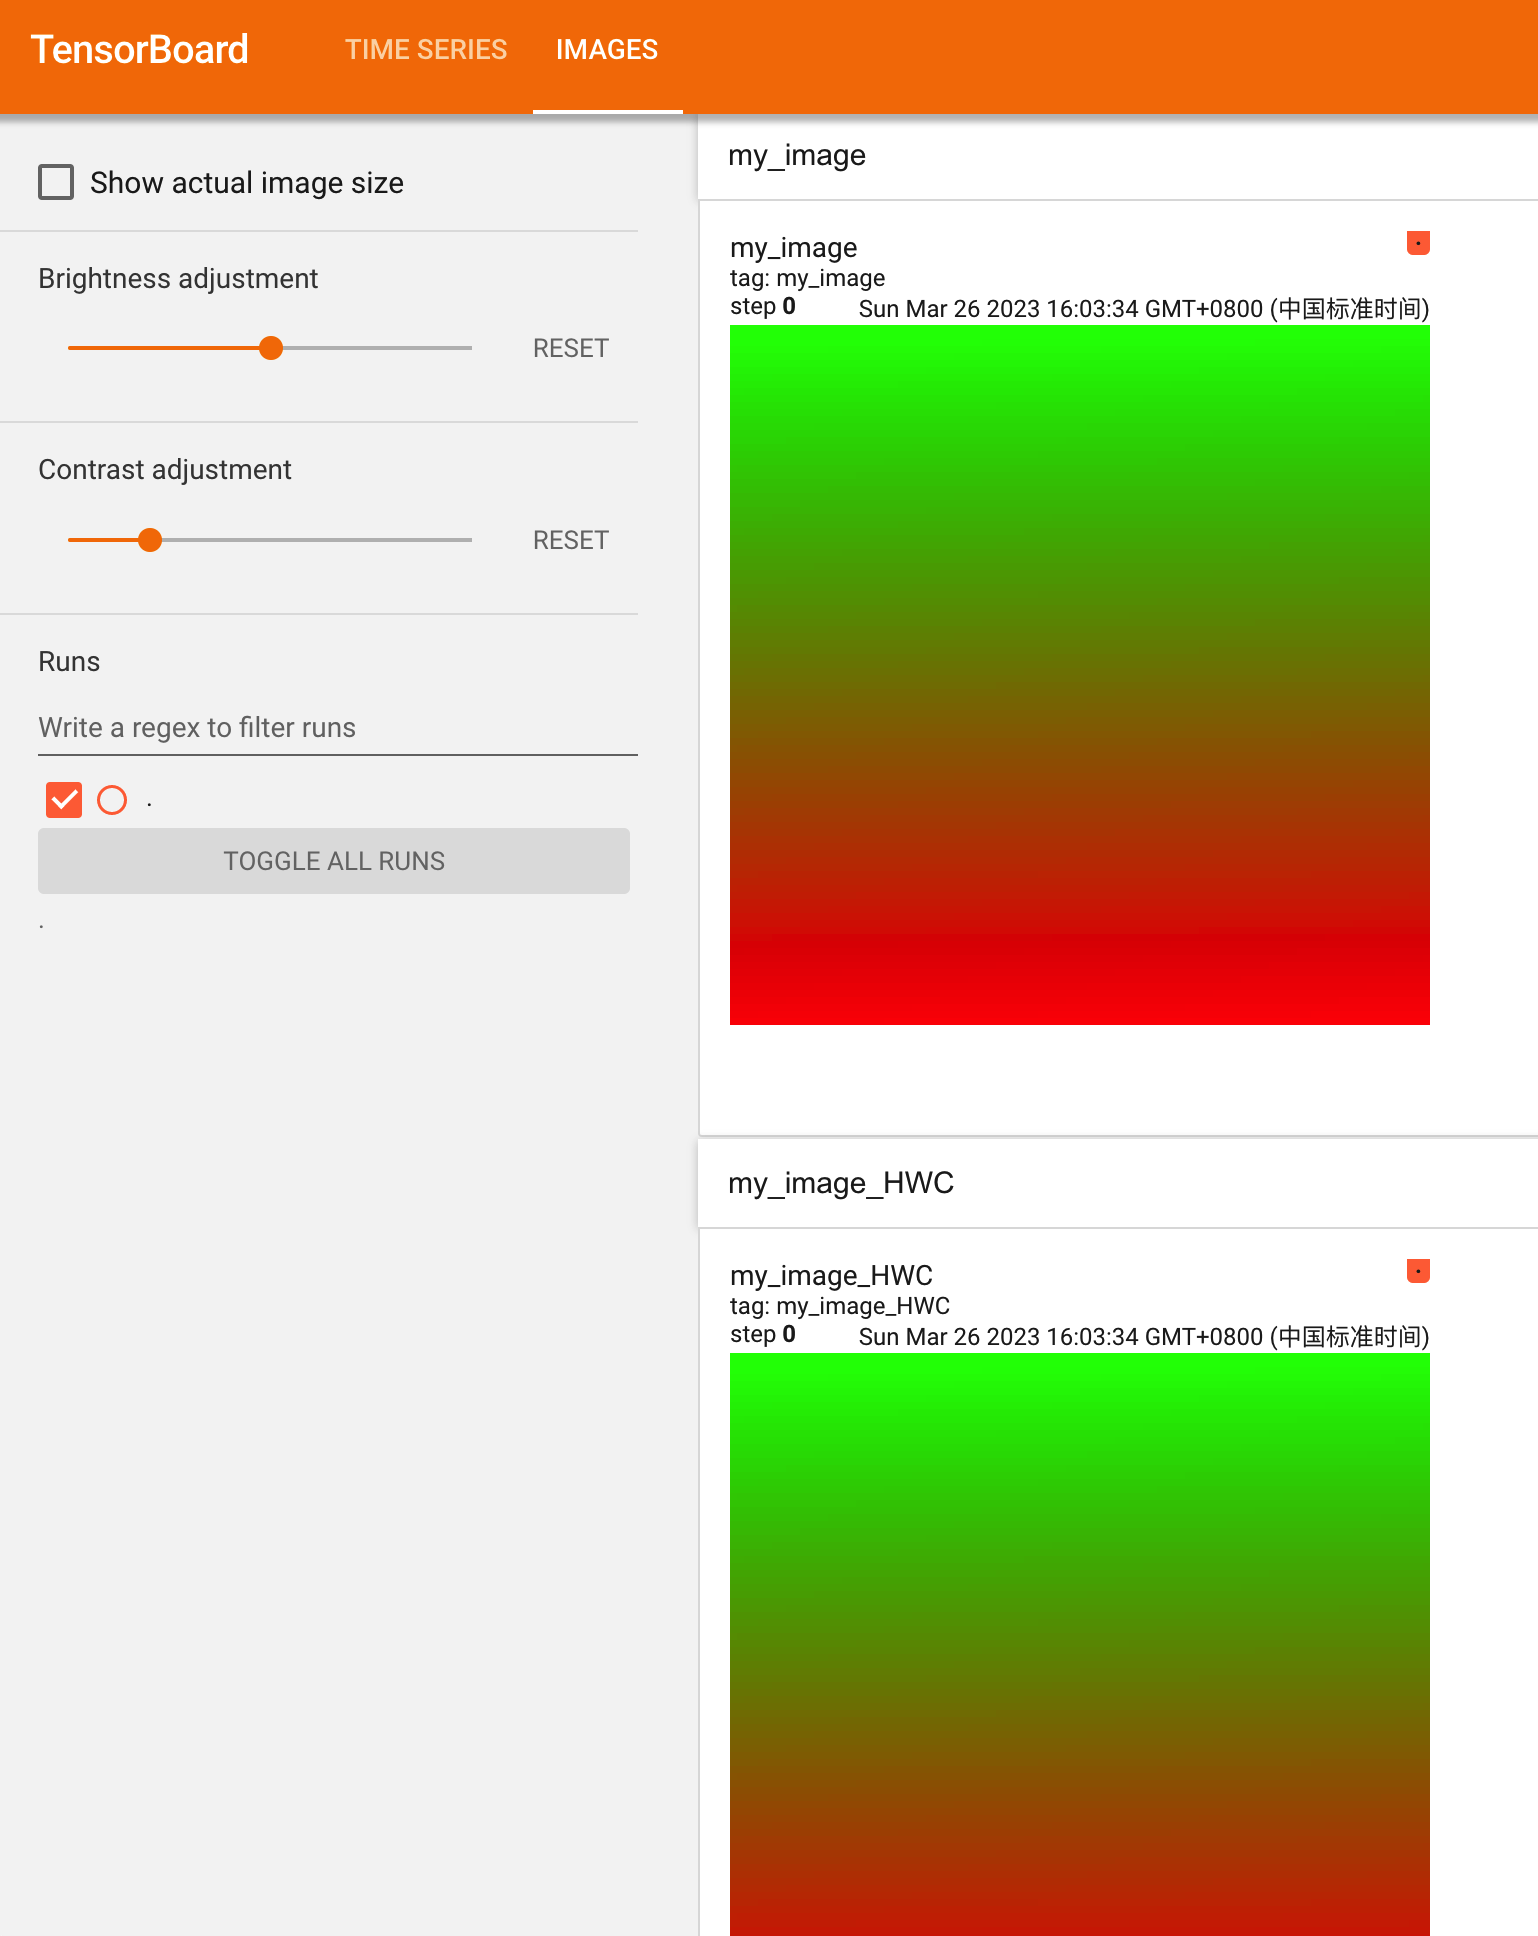 TensorBoard
TIME SERIES
IMAGES
Show actual image size
Brightness adjustment
RESET
Contrast adjustment
RESET
Runs
Write a regex to filter runs
.
TOGGLE ALL RUNS
.
my_image
my_image
.
tag: my_image
step 0 Sun Mar 26 2023 16:03:34 GMT+0800 (中国标准时间)
my_image_HWC
my_image_HWC
.
tag: my_image_HWC
step 0 Sun Mar 26 2023 16:03:34 GMT+0800 (中国标准时间)